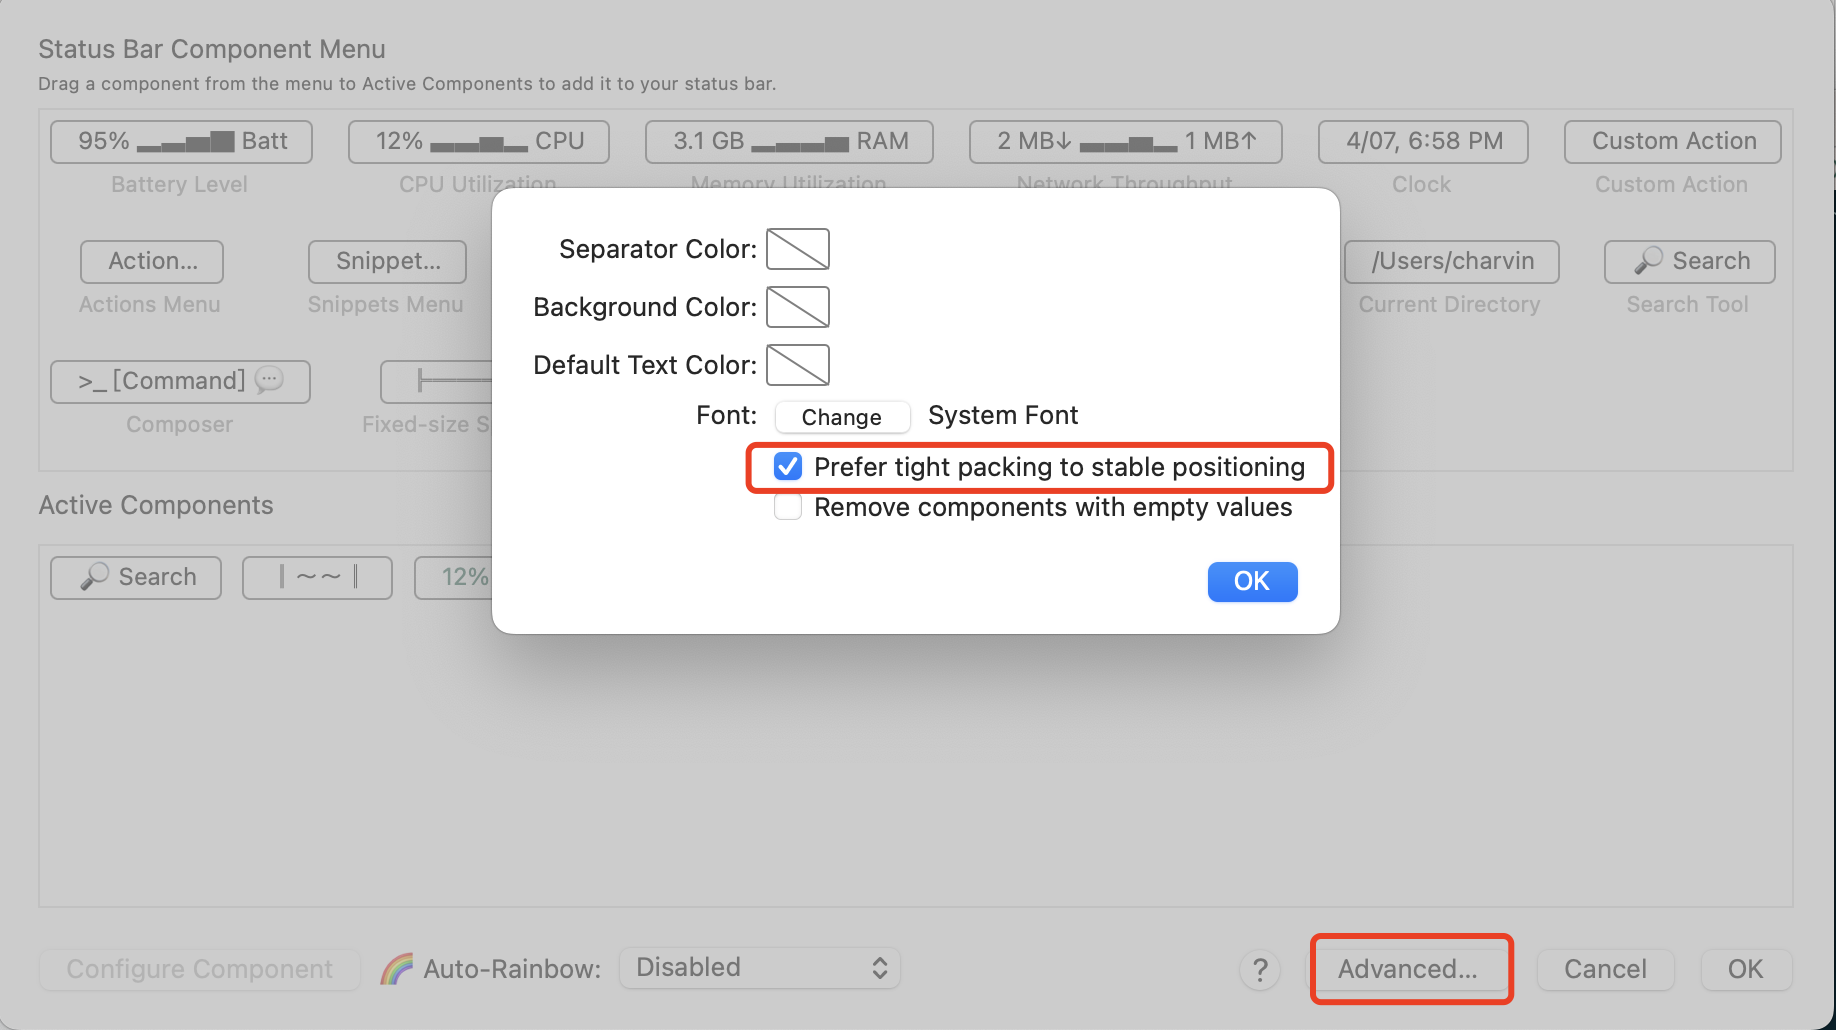 Status Bar Component Menu
Drag a component from the menu to Active Components to add it to your status bar.
95% Batt
12% CPU
3.1 GB RAM
2 MB↓ 1 MB↑
4/07, 6:58 PM
Custom Action
Battery Level
CPU Utilization
Memory Utilization
Network Throughput
Clock
Custom Action
Action...
Snippet...
/Users/charvin
Search
Actions Menu
Snippets Menu
Current Directory
Search Tool
>_ [Command]
Composer
Fixed-size S
Separator Color:
Background Color:
Default Text Color:
Font: Change System Font
Prefer tight packing to stable positioning
Remove components with empty values
OK
Active Components
Search
12%
Configure Component
Auto-Rainbow: Disabled
?
Advanced...
Cancel
OK